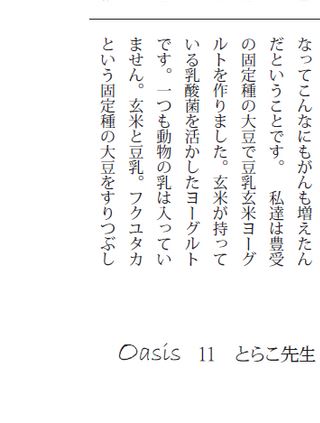 なってこんなにもがんも増えたん
だということです。　私達は豊受
の固定種の大豆で豆乳玄米ヨーグ
ルトを作りました。玄米が持って
いる乳酸菌を活かしたヨーグルト
です。一つも動物の乳は入ってい
ません。玄米と豆乳。フクユタカ
という固定種の大豆をすりつぶし
Oasis 11 とらこ先生